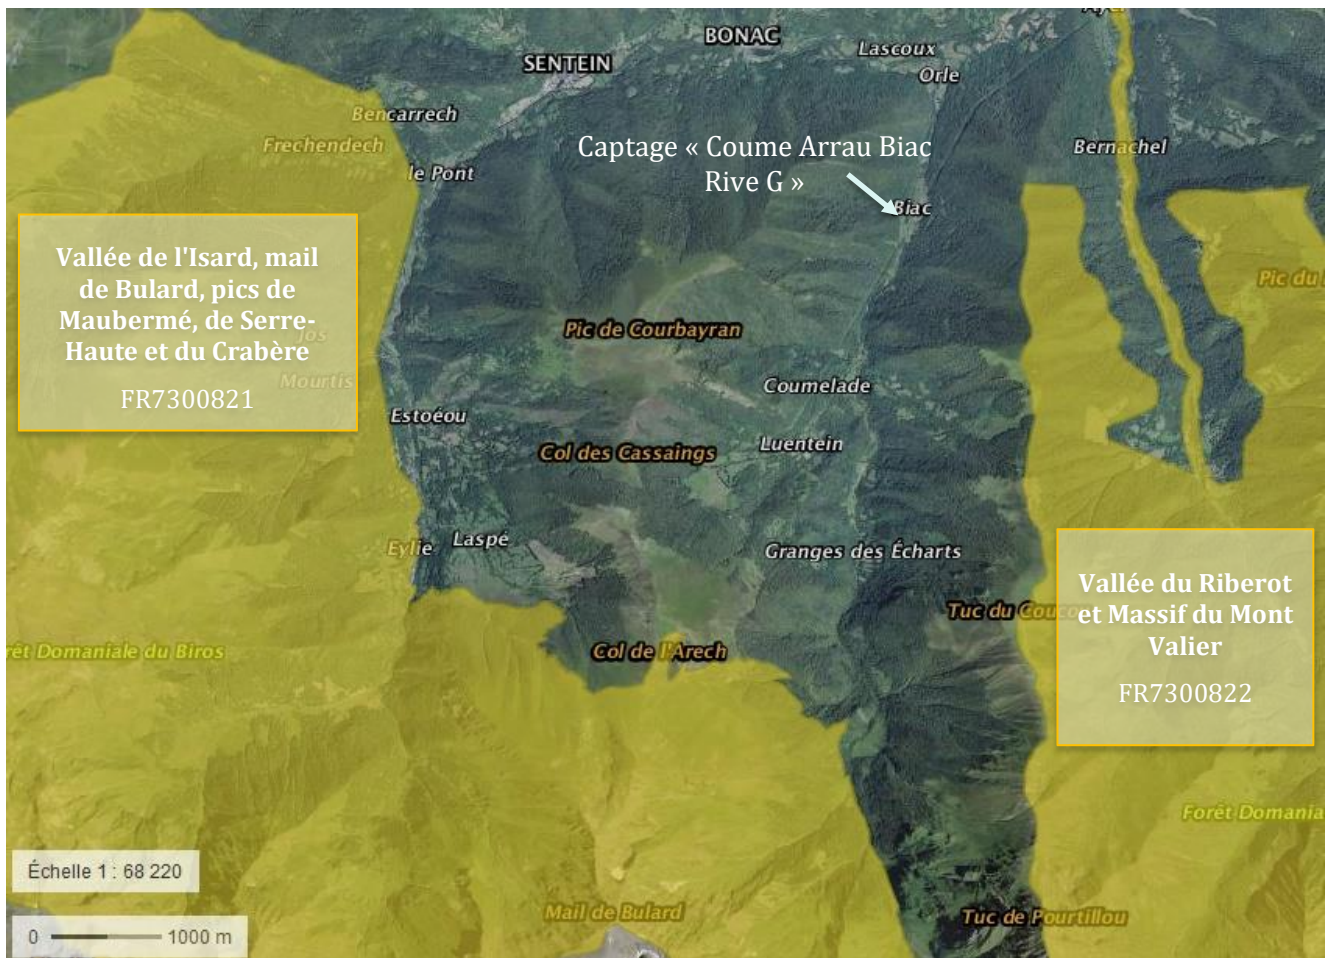 BONAC
Lascoux
SENTEIN
Orle
Bencarrech
Frechendech
le Pont
Captage « Coume Arrau Biac
Rive G »
Bernachel
Biac
Vallée de l'Isard, mail
de Bulard, pics de
Maubermé, de Serre-
Haute et du Crabère
FR7300821
Pic du
Pic de Courbayran
Jos
Mourtis
Coumelade
Estoéou
Col des Cassaings
Luentein
Eylie
Laspé
Granges des Écharts
Vallée du Riberot
et Massif du Mont
Valier
FR7300822
Tuc du Coucou
rêt Domaniale du Biros
Col de l'Arech
Forêt Domania
Échelle 1 : 68 220
Mail de Bulard
Tuc de Pourtillou
0 1000 m